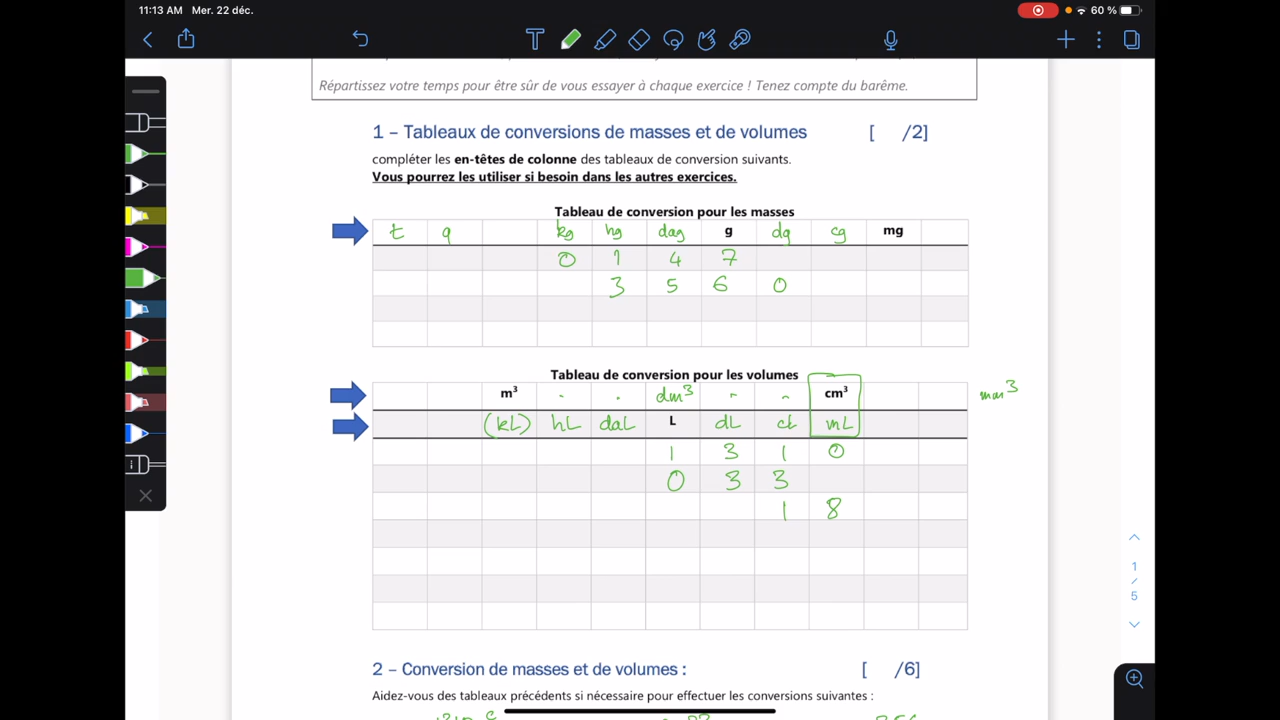 11:13 AM Mer. 22 déc. 60 %
Répartissez votre temps pour être sûr de vous essayer à chaque exercice ! Tenez compte du barême.
1 – Tableaux de conversions de masses et de volumes [ /2]
compléter les en-têtes de colonne des tableaux de conversion suivants.
Vous pourrez les utiliser si besoin dans les autres exercices.
Tableau de conversion pour les masses
t q kg hg dag g dg cg mg
0 1 4 7
3 5 6 0
Tableau de conversion pour les volumes
m³ dm³ cm³ mm³
(kL) hL daL L dL cL mL
1 3 1 0
0 3 3
1 8
1
/
5
2 – Conversion de masses et de volumes : [ /6]
Aidez-vous des tableaux précédents si nécessaire pour effectuer les conversions suivantes :